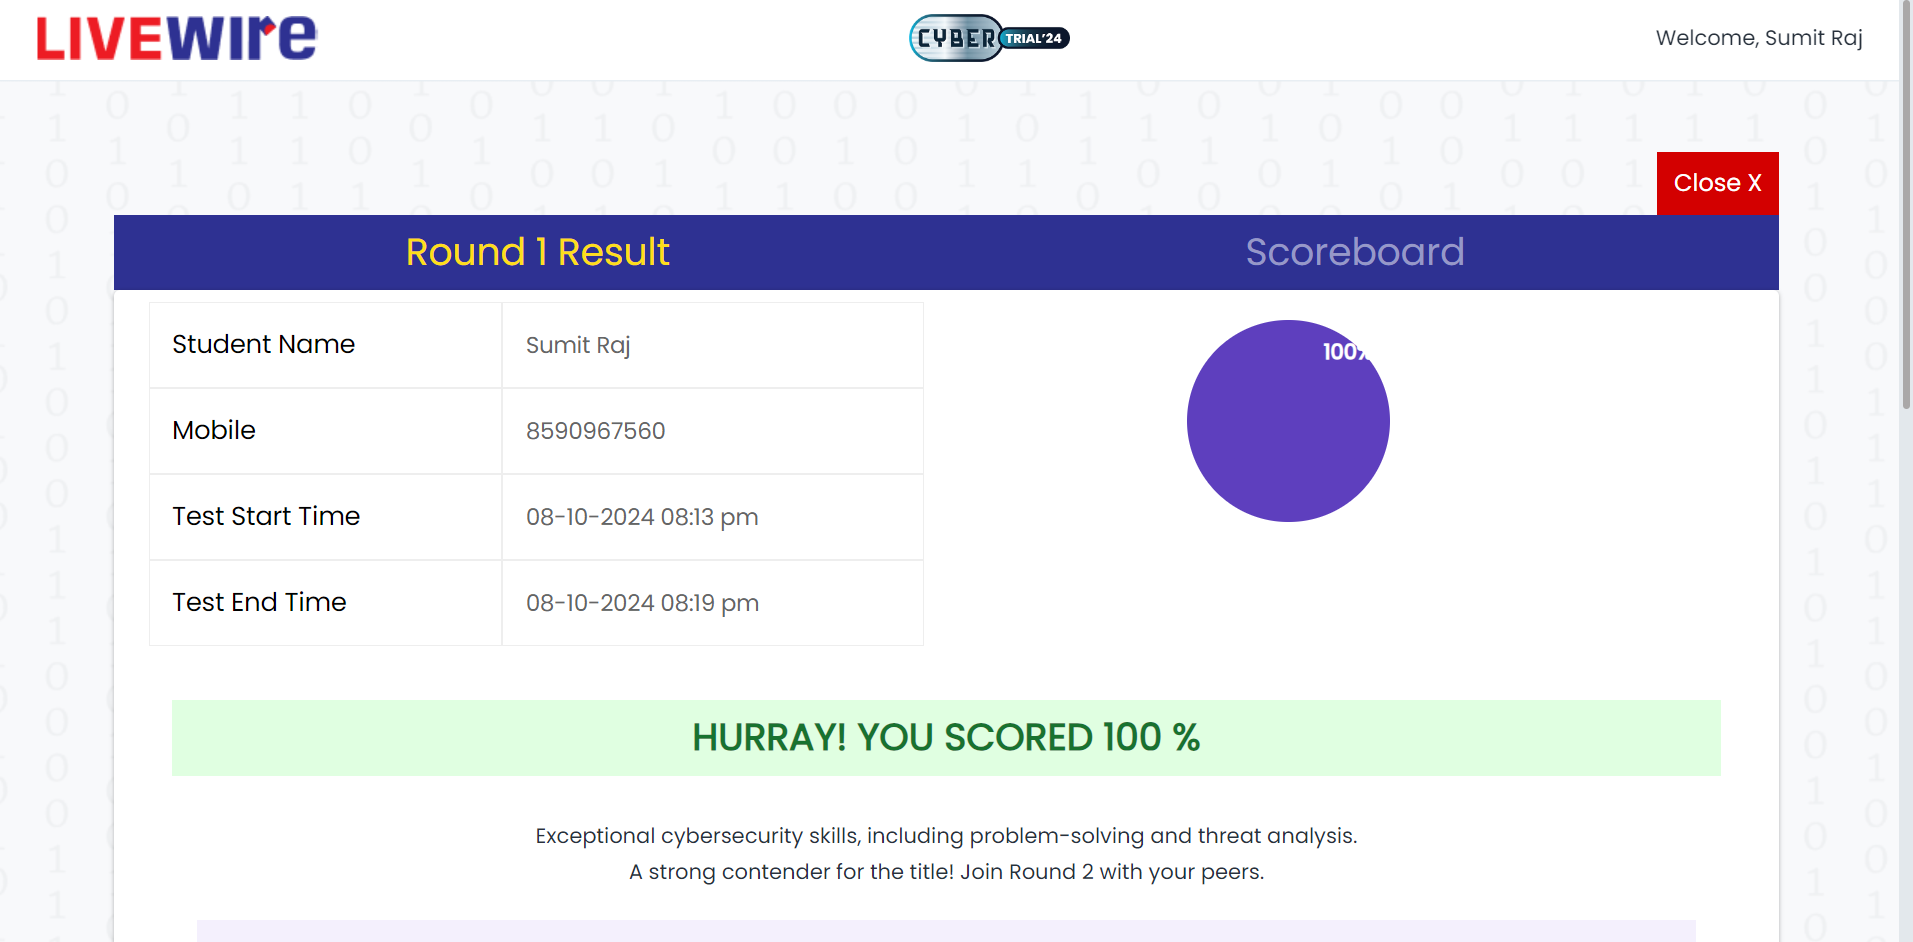 LIVEWIre
CYBER TRIAL'24
Welcome, Sumit Raj
Close X
Round 1 Result
Scoreboard
Student Name Sumit Raj
100%
Mobile 8590967560
Test Start Time 08-10-2024 08:13 pm
Test End Time 08-10-2024 08:19 pm
HURRAY! YOU SCORED 100 %
Exceptional cybersecurity skills, including problem-solving and threat analysis.
A strong contender for the title! Join Round 2 with your peers.